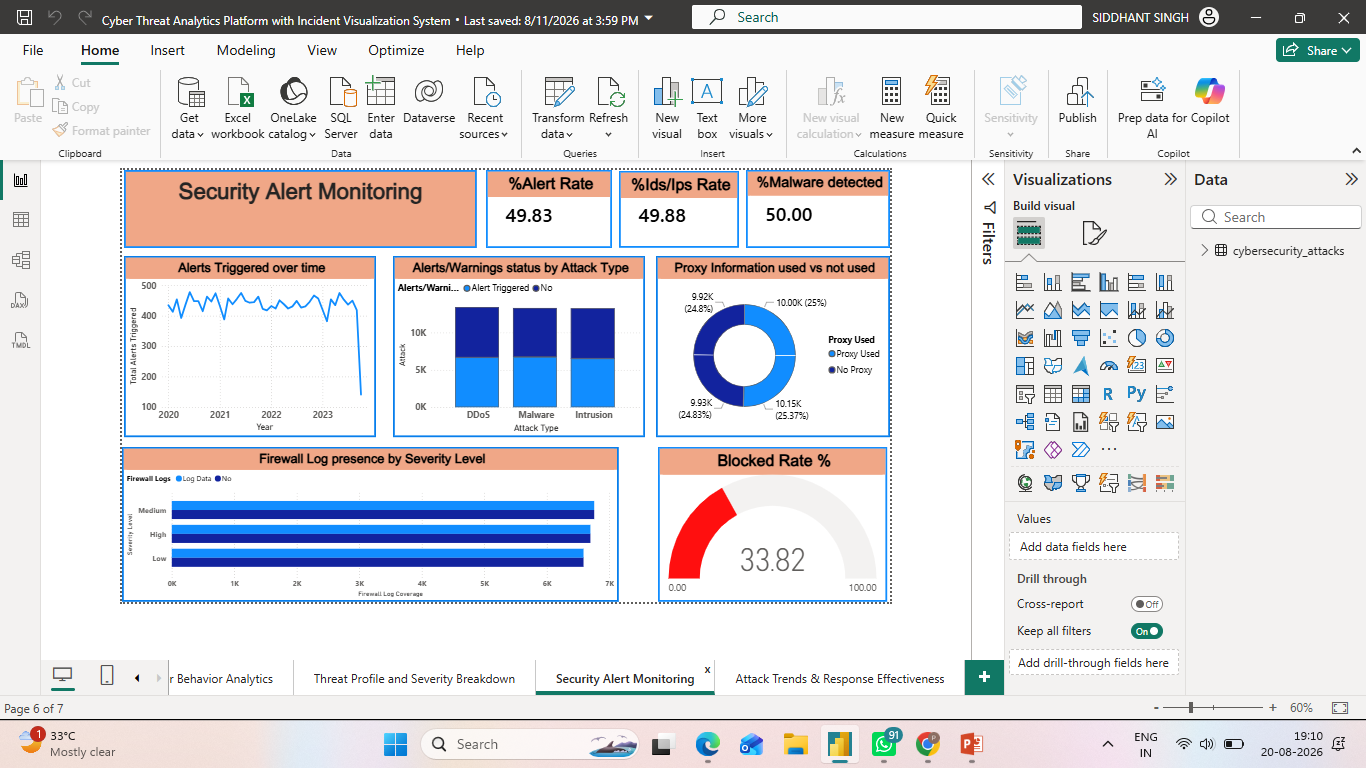 Cyber Threat Analytics Platform with Incident Visualization System • Last saved: 8/11/2026 at 3:59 PM
Search
SIDDHANT SINGH
File Home Insert Modeling View Optimize Help
Share
Paste
Cut
Copy
Format painter
Clipboard
Get data
Excel workbook
OneLake catalog
SQL Server
Enter data
Dataverse
Recent sources
Data
Transform data
Refresh
Queries
New visual
Text box
More visuals
Insert
New visual calculation
New measure
Quick measure
Calculations
Sensitivity
Sensitivity
Publish
Share
Prep data for AI
Copilot
Copilot
Security Alert Monitoring
%Alert Rate
49.83
%Ids/Ips Rate
49.88
%Malware detected
50.00
Alerts Triggered over time
Total Alerts Triggered
500
400
300
200
100
2020 2021 2022 2023
Year
Alerts/Warnings status by Attack Type
Alerts/Warni... Alert Triggered No
Attack
10K
5K
0K
DDoS Malware Intrusion
Attack Type
Proxy Information used vs not used
9.92K (24.8%)
10.00K (25%)
9.93K (24.83%)
10.15K (25.37%)
Proxy Used
Proxy Used
No Proxy
Firewall Log presence by Severity Level
Firewall Logs Log Data No
Severity Level
Medium
High
Low
0K 1K 2K 3K 4K 5K 6K 7K
Firewall Log Coverage
Blocked Rate %
33.82
0.00 100.00
Filters
Visualizations
Build visual
123
R
Py
Values
Add data fields here
Drill through
Cross-report Off
Keep all filters On
Add drill-through fields here
Data
Search
cybersecurity_attacks
DAX
TMDL
r Behavior Analytics
Threat Profile and Severity Breakdown
Security Alert Monitoring x
Attack Trends & Response Effectiveness
+
Page 6 of 7
- + 60%
1
33°C
Mostly clear
Search
91
ENG
IN
19:10
20-08-2026